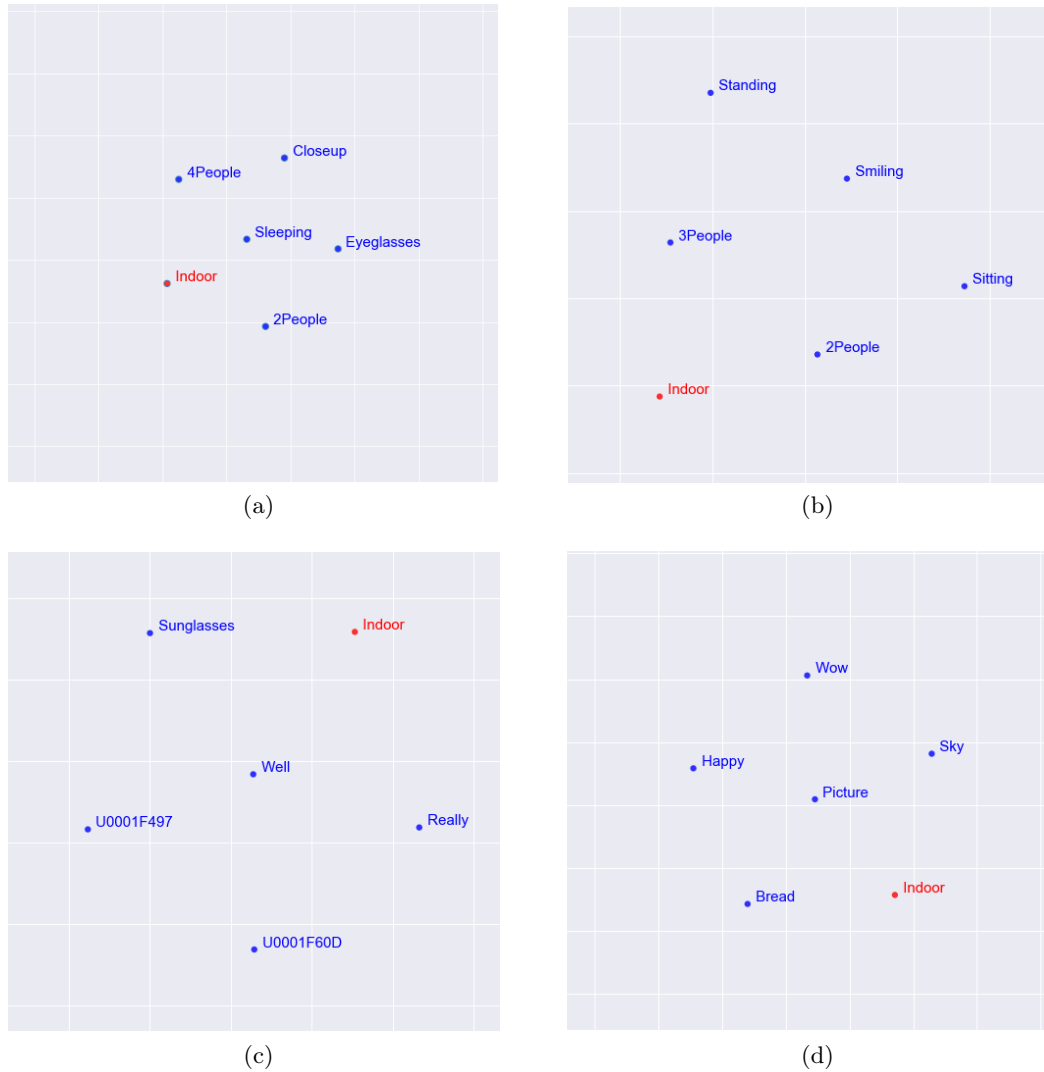 Closeup
4People
Sleeping
Eyeglasses
Indoor
2People
(a)
Standing
Smiling
3People
Sitting
2People
Indoor
(b)
Sunglasses
Indoor
Well
U0001F497
Really
U0001F60D
(c)
Wow
Sky
Happy
Picture
Indoor
Bread
(d)